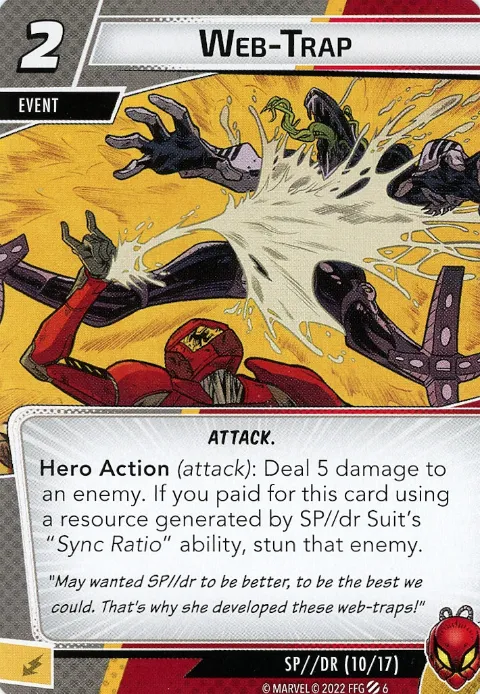 2
WEB-TRAP
EVENT
ATTACK.
Hero Action (attack): Deal 5 damage to
an enemy. If you paid for this card using
a resource generated by SP//dr Suit's
"Sync Ratio" ability, stun that enemy.
"May wanted SP//dr to be better, to be the best we
could. That's why she developed these web-traps!"
SP//DR (10/17)
© MARVEL © 2022 FFG 6